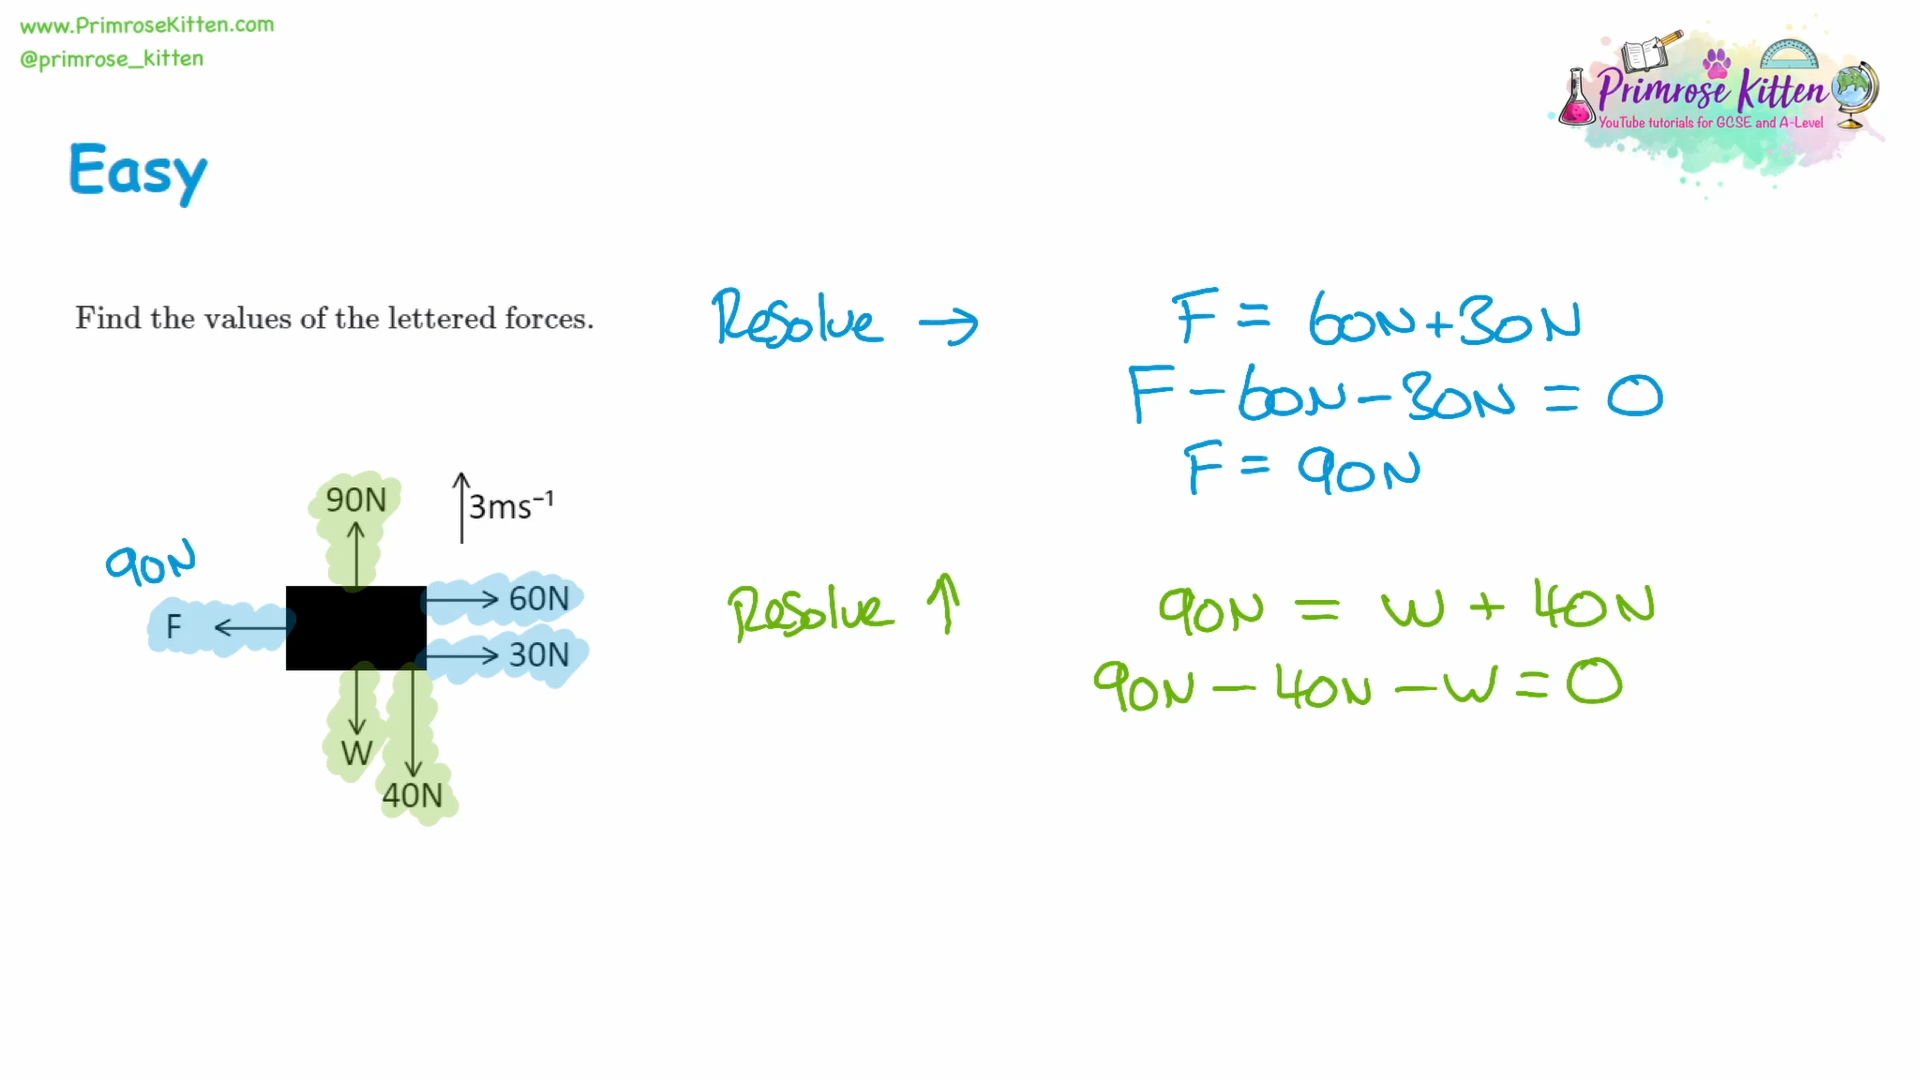 www.PrimroseKitten.com
@primrose_kitten
Primrose Kitten
YouTube tutorials for GCSE and A-Level
Easy
Find the values of the lettered forces.
Resolve → F = 60N+30N
F - 60N - 30N = 0
F = 90N
90N
3ms⁻¹
90N
F
60N
30N
W
40N
Resolve ↑ 90N = W + 40N
90N - 40N - W = 0